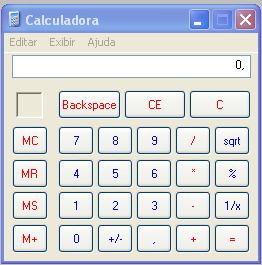 Calculadora
Editar Exibir Ajuda
0,
Backspace CE C
MC 7 8 9 / sqrt
MR 4 5 6 * %
MS 1 2 3 - 1/x
M+ 0 +/- , + =